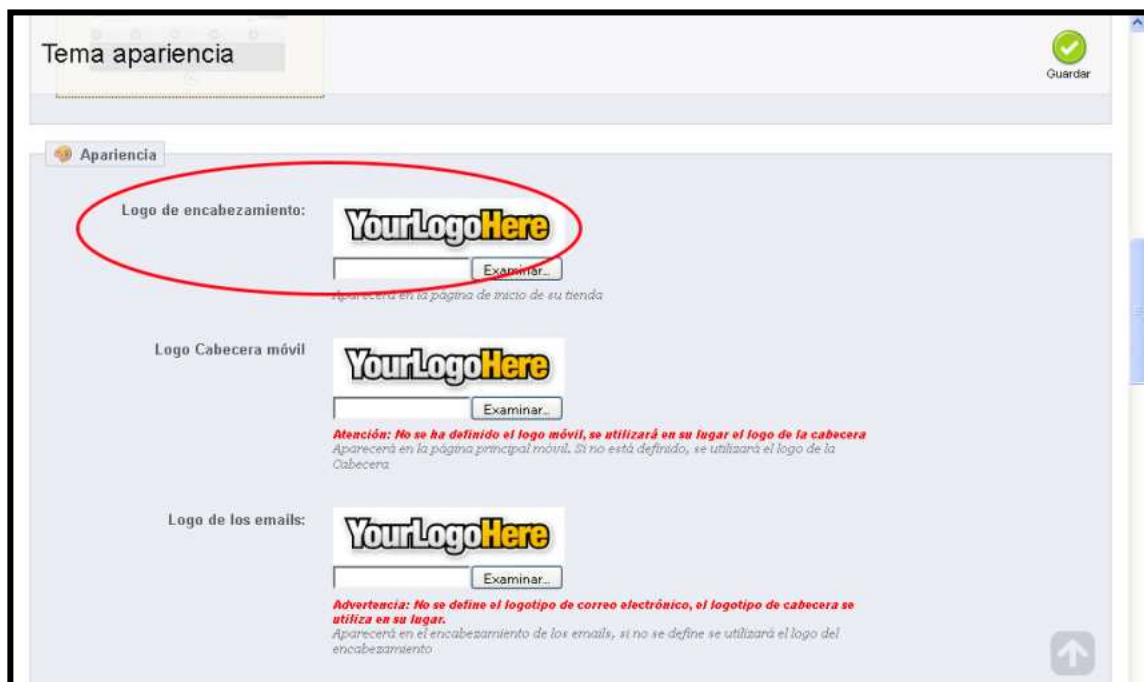 Tema apariencia
Guardar
Apariencia
Logo de encabezamiento:
YourLogoHere
Examinar...
Aparecerá en la página de inicio de su tienda
Logo Cabecera móvil
YourLogoHere
Examinar...
Atención: No se ha definido el logo móvil, se utilizará en su lugar el logo de la cabecera
Aparecerá en la página principal móvil. Si no está definido, se utilizará el logo de la
Cabecera
Logo de los emails:
YourLogoHere
Examinar...
Advertencia: No se define el logotipo de correo electrónico, el logotipo de cabecera se
utiliza en su lugar.
Aparecerá en el encabezamiento de los emails, si no se define se utilizará el logo del
encabezamiento